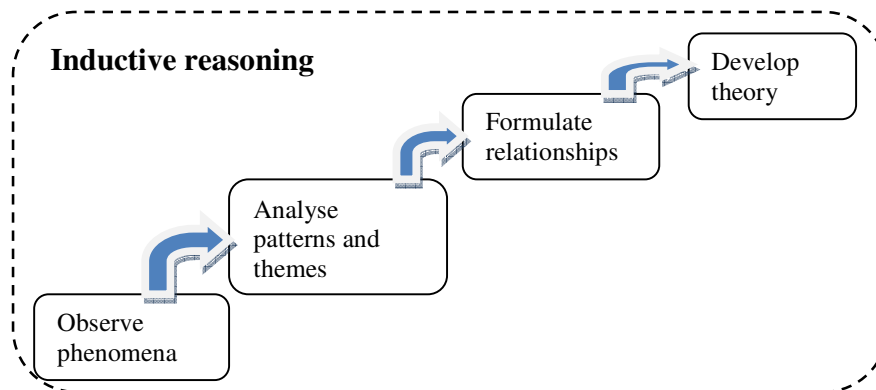 Inductive reasoning
Develop
theory
Formulate
relationships
Analyse
patterns and
themes
Observe
phenomena